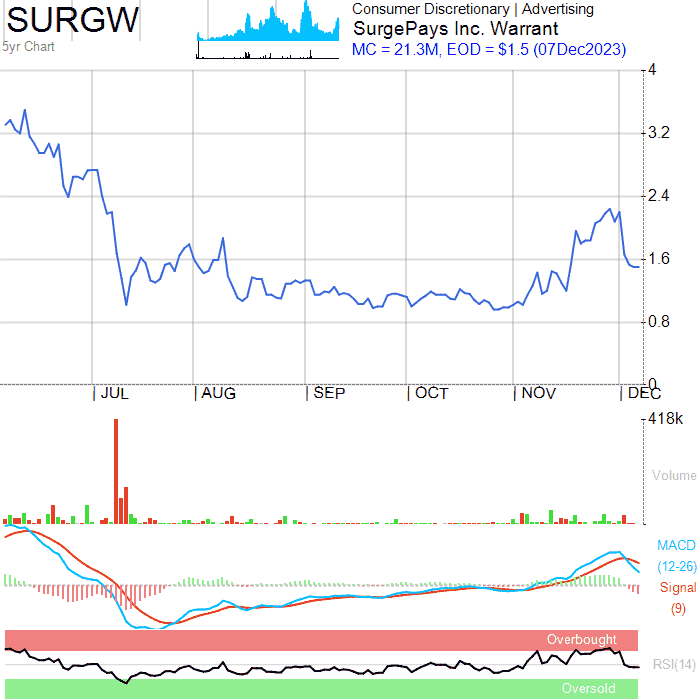 SURGW
5yr Chart
Consumer Discretionary | Advertising
SurgePays Inc. Warrant
MC = 21.3M, EOD = $1.5 (07Dec2023)
4
3.2
2.4
1.6
0.8
0
JUL AUG SEP OCT NOV DEC
418k
Volume
MACD
(12-26)
Signal
(9)
Overbought
RSI(14)
Oversold